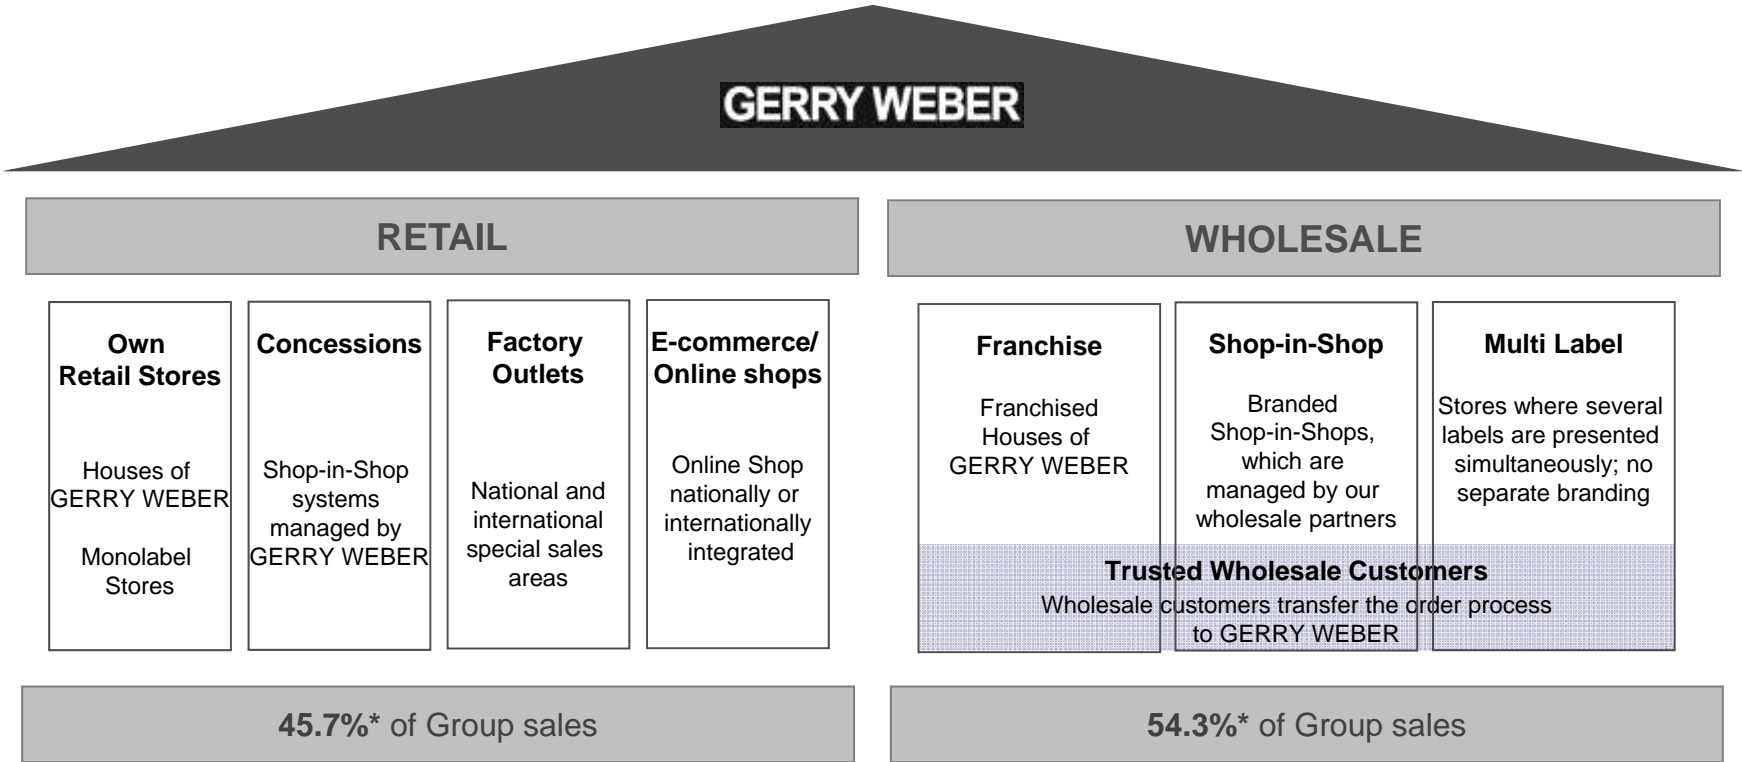 GERRY WEBER
RETAIL
Own
Retail Stores
Houses of
GERRY WEBER
Monolabel
Stores
Concessions
Shop-in-Shop
systems
managed by
GERRY WEBER
Factory
Outlets
National and
international
special sales
areas
E-commerce/
Online shops
Online Shop
nationally or
internationally
integrated
45.7%* of Group sales
WHOLESALE
Franchise
Franchised
Houses of
GERRY WEBER
Shop-in-Shop
Branded
Shop-in-Shops,
which are
managed by our
wholesale partners
Multi Label
Stores where several
labels are presented
simultaneously; no
separate branding
Trusted Wholesale Customers
Wholesale customers transfer the order process
to GERRY WEBER
54.3%* of Group sales